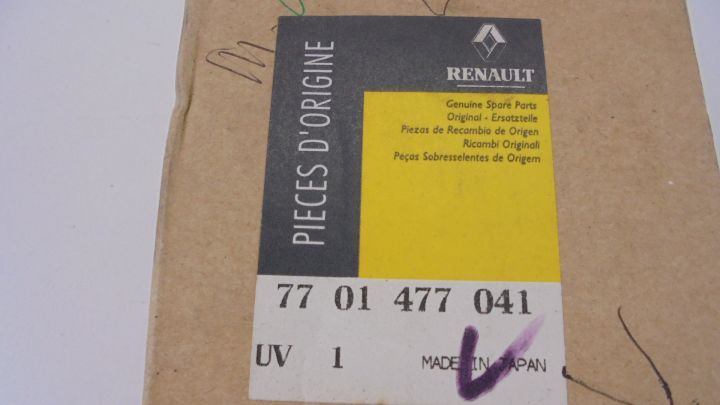 PIECES D'ORIGINE
RENAULT
Genuine Spare Parts
Original - Ersatzteile
Piezas de Recambio de Origen
Ricambi Originali
Peças Sobresselentes de Origem
77 01 477 041
UV 1 MADE IN JAPAN